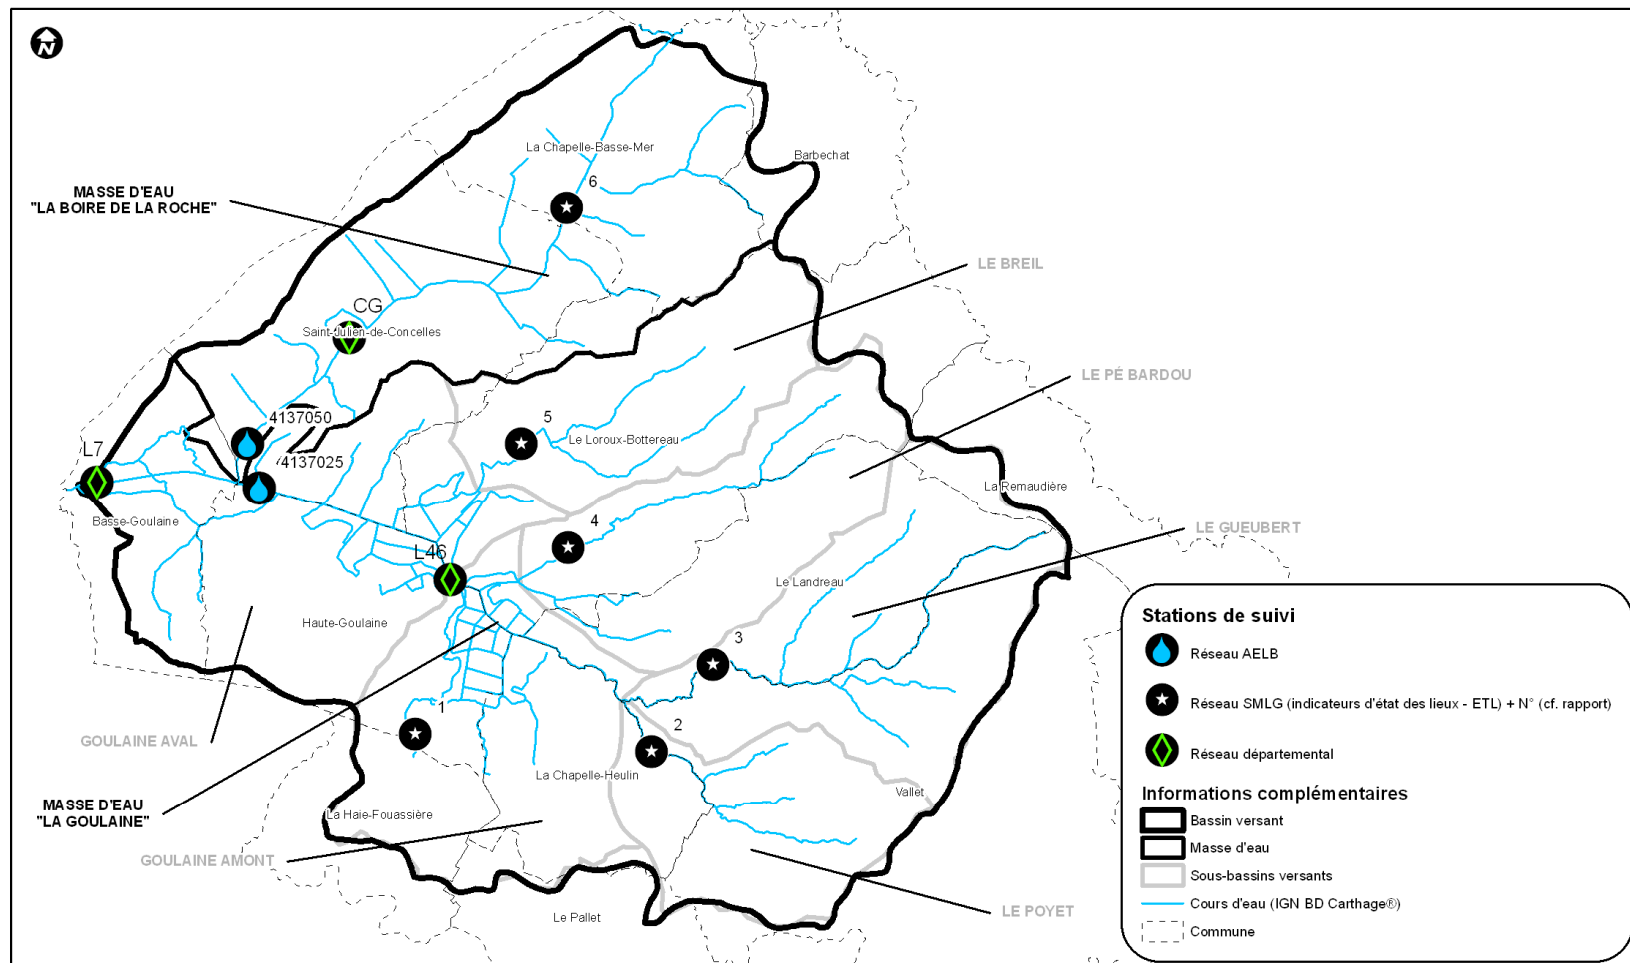 N
La Chapelle-Basse-Mer
Barbechat
6
MASSE D'EAU
"LA BOIRE DE LA ROCHE"
LE BREIL
CG
Saint-Julien-de-Concelles
LE PÉ BARDOU
4137050
5
Le Loroux-Bottereau
L7
4137025
La Remaudière
Basse-Goulaine
4
LE GUEUBERT
L46
Le Landreau
Haute-Goulaine
3
1
2
GOULAINE AVAL
La Chapelle-Heulin
Vallet
MASSE D'EAU
"LA GOULAINE"
La Haie-Fouassière
GOULAINE AMONT
Le Pallet
LE POYET
Stations de suivi
Réseau AELB
Réseau SMLG (indicateurs d'état des lieux - ETL) + N° (cf. rapport)
Réseau départemental
Informations complémentaires
Bassin versant
Masse d'eau
Sous-bassins versants
Cours d'eau (IGN BD Carthage®)
Commune